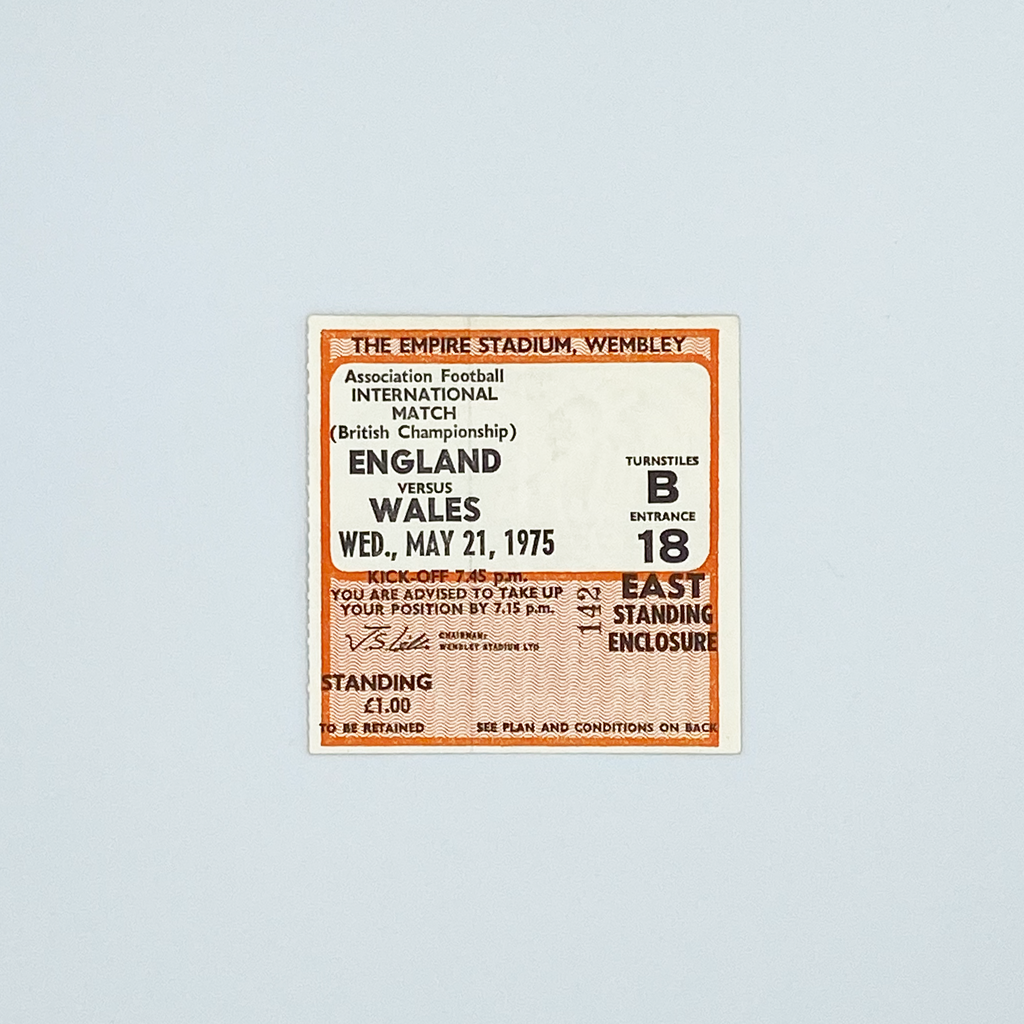 THE EMPIRE STADIUM, WEMBLEY
Association Football
INTERNATIONAL
MATCH
(British Championship)
ENGLAND
VERSUS
WALES
WED., MAY 21, 1975
TURNSTILES
B
ENTRANCE
18
EAST
STANDING
ENCLOSURE
KICK-OFF 7.45 p.m.
YOU ARE ADVISED TO TAKE UP
YOUR POSITION BY 7.15 p.m.
142
CHAIRMAN:
WEMBLEY STADIUM LTD
STANDING
£1.00
TO BE RETAINED
SEE PLAN AND CONDITIONS ON BACK